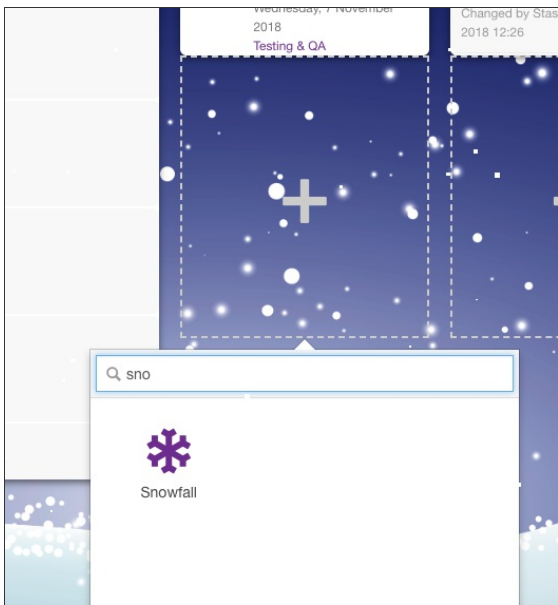 Wednesday, 7 November
2018
Testing & QA
Changed by Stas
2018 12:26
sno
Snowfall